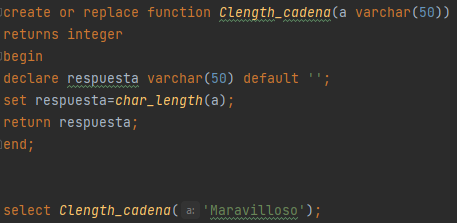 create or replace function Clength_cadena(a varchar(50))
returns integer
begin
declare respuesta varchar(50) default '';
set respuesta=char_length(a);
return respuesta;
end;
select Clength_cadena( a: 'Maravilloso');